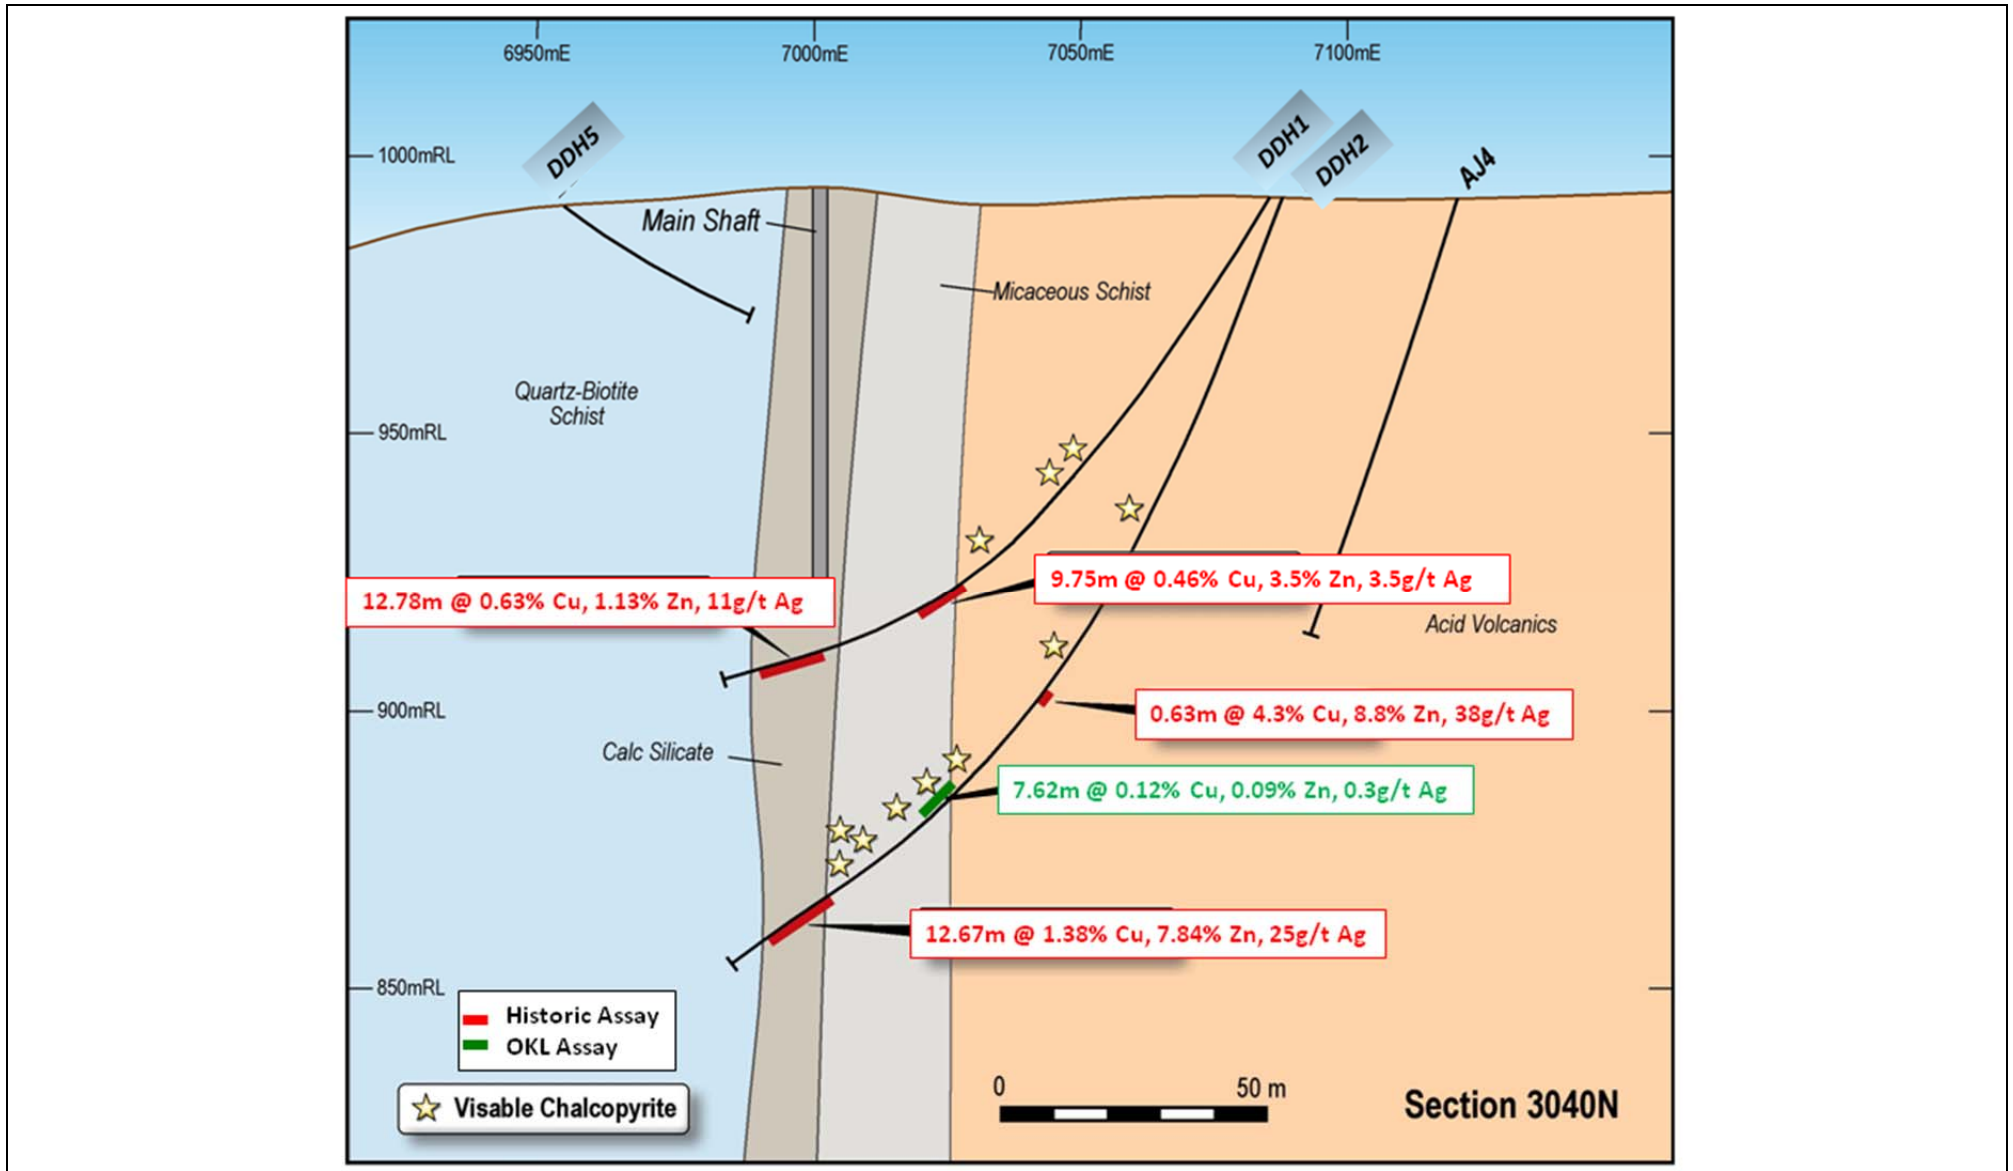 6950mE
7000mE
7050mE
7100mE
1000mRL
DDH5
DDH1
DDH2
AJ4
Main Shaft
Micaceous Schist
Quartz-Biotite
Schist
950mRL
9.75m @ 0.46% Cu, 3.5% Zn, 3.5g/t Ag
12.78m @ 0.63% Cu, 1.13% Zn, 11g/t Ag
Acid Volcanics
900mRL
0.63m @ 4.3% Cu, 8.8% Zn, 38g/t Ag
Calc Silicate
7.62m @ 0.12% Cu, 0.09% Zn, 0.3g/t Ag
12.67m @ 1.38% Cu, 7.84% Zn, 25g/t Ag
850mRL
Historic Assay
OKL Assay
Visable Chalcopyrite
0
50 m
Section 3040N